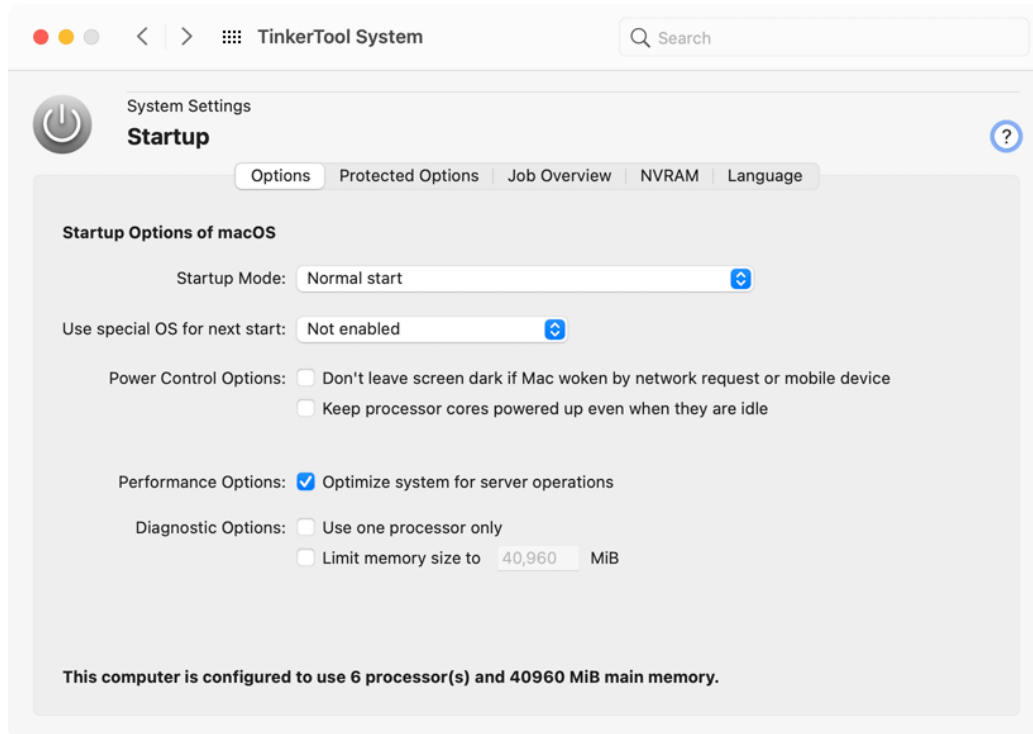 TinkerTool System
Search
System Settings
Startup
?
Options Protected Options Job Overview NVRAM Language
Startup Options of macOS
Startup Mode: Normal start
Use special OS for next start: Not enabled
Power Control Options: Don't leave screen dark if Mac woken by network request or mobile device
Keep processor cores powered up even when they are idle
Performance Options: Optimize system for server operations
Diagnostic Options: Use one processor only
Limit memory size to 40,960 MiB
This computer is configured to use 6 processor(s) and 40960 MiB main memory.